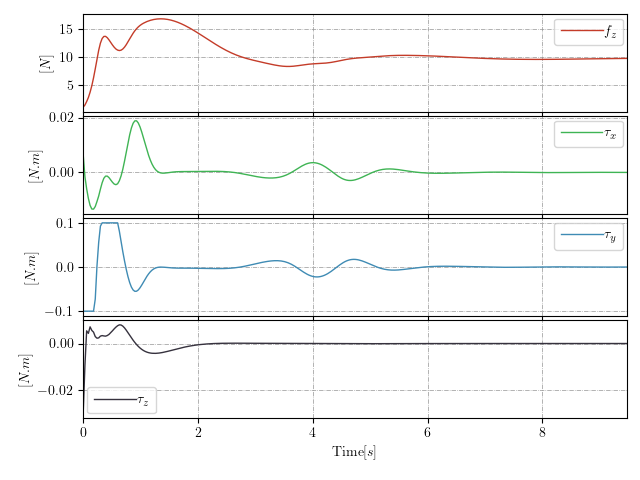 15
10
5
[N]
f_z
0.02
0.00
[N.m]
τ_x
0.1
0.0
−0.1
[N.m]
τ_y
0.00
−0.02
[N.m]
τ_z
0 2 4 6 8
Time[s]